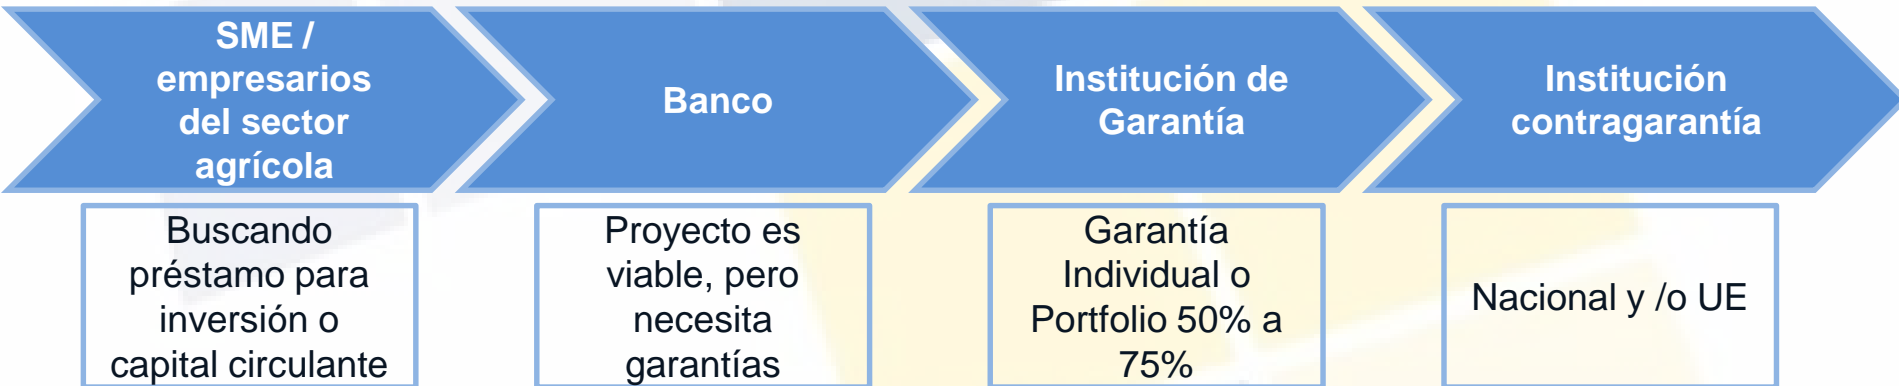 SME /
empresarios
del sector
agrícola
Banco
Institución de
Garantía
Institución
contragarantía
Buscando
préstamo para
inversión o
capital circulante
Proyecto es
viable, pero
necesita
garantías
Garantía
Individual o
Portfolio 50% a
75%
Nacional y /o UE